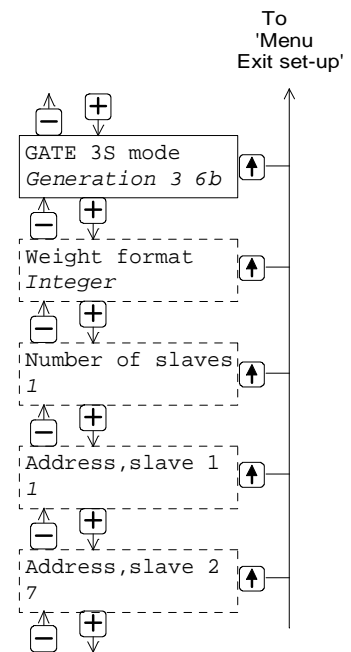 To
'Menu
Exit set-up'
GATE 3S mode
Generation 3 6b
Weight format
Integer
Number of slaves
1
Address,slave 1
1
Address,slave 2
7